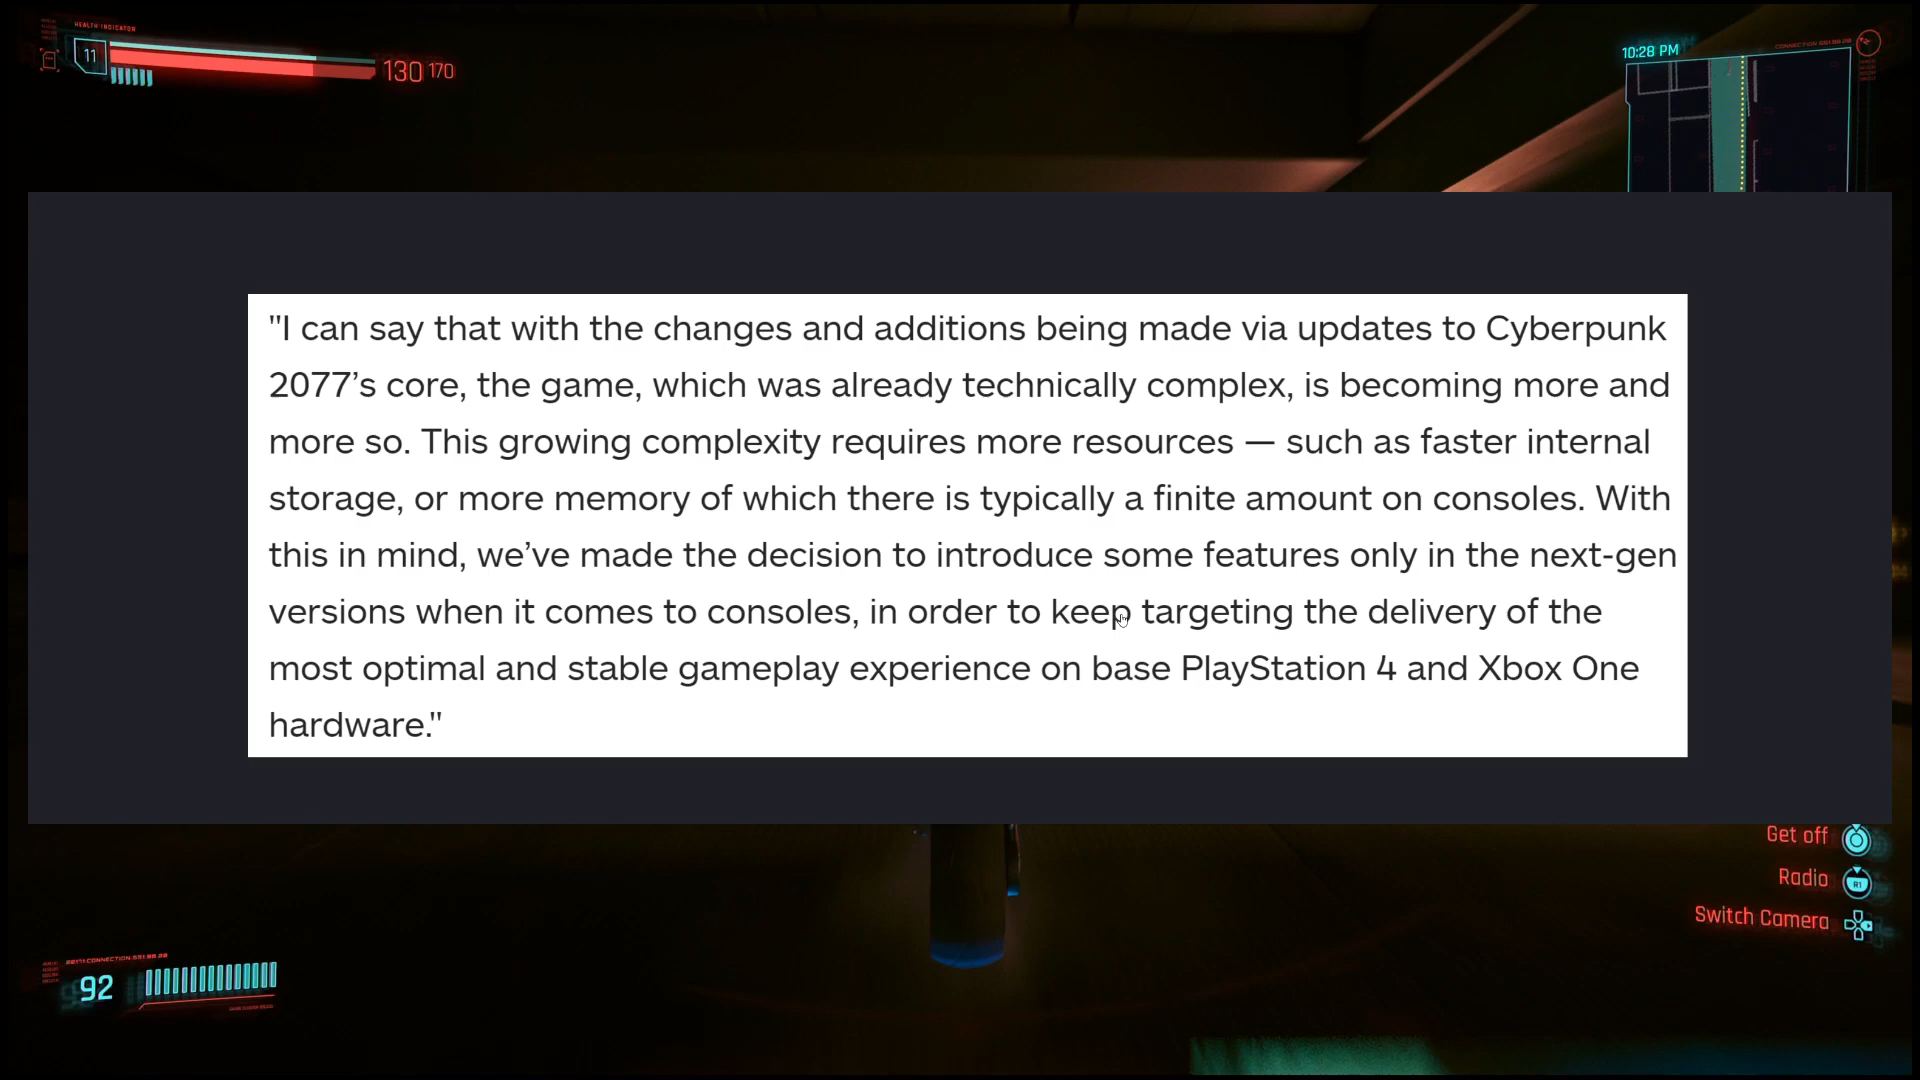 HEALTH INDICATOR
11
130 170
10:28 PM
"I can say that with the changes and additions being made via updates to Cyberpunk
2077’s core, the game, which was already technically complex, is becoming more and
more so. This growing complexity requires more resources — such as faster internal
storage, or more memory of which there is typically a finite amount on consoles. With
this in mind, we’ve made the decision to introduce some features only in the next-gen
versions when it comes to consoles, in order to keep targeting the delivery of the
most optimal and stable gameplay experience on base PlayStation 4 and Xbox One
hardware."
Get off
Radio
R1
Switch Camera
92